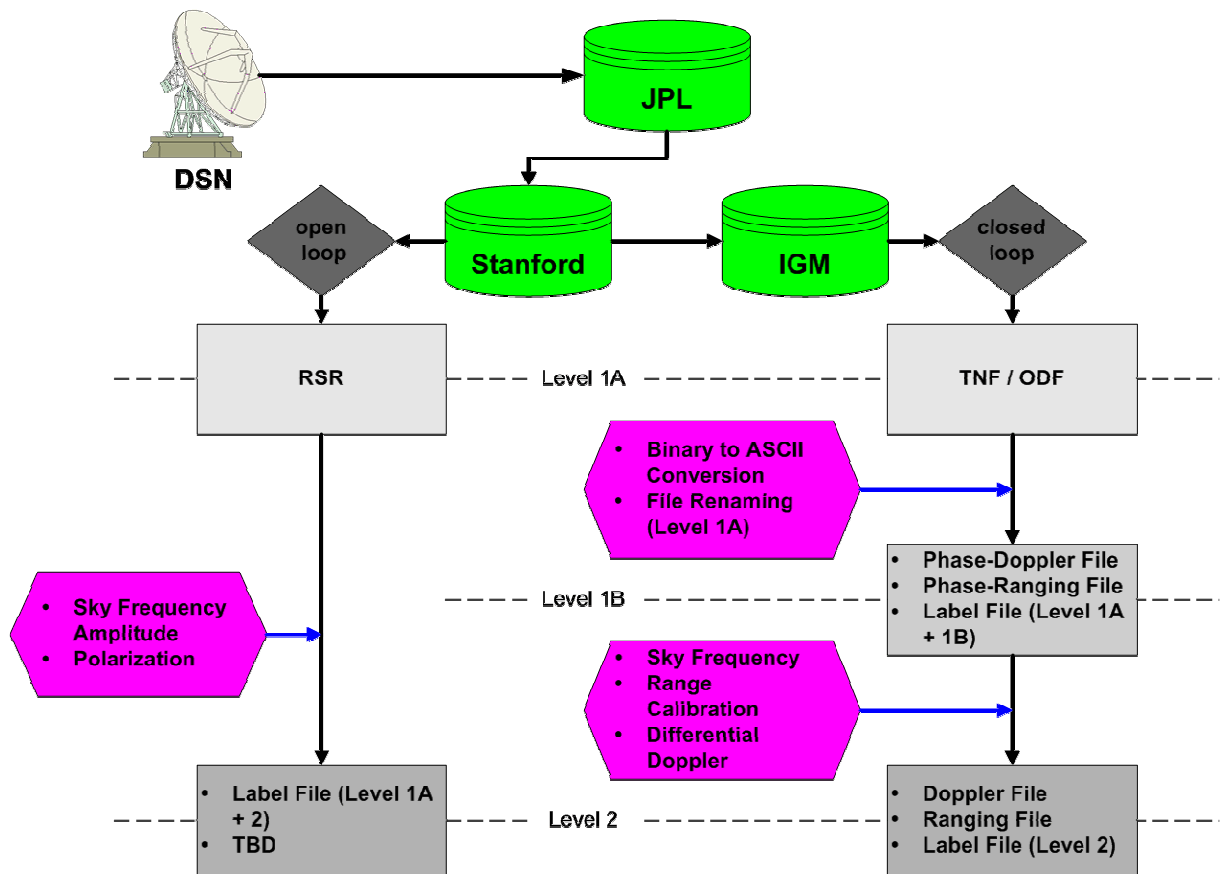 JPL
DSN
open
loop
Stanford
IGM
closed
loop
RSR
Level 1A
TNF / ODF
• Binary to ASCII
Conversion
• File Renaming
(Level 1A)
• Phase-Doppler File
• Phase-Ranging File
• Label File (Level 1A
+ 1B)
Level 1B
• Sky Frequency
Amplitude
• Polarization
• Sky Frequency
• Range
Calibration
• Differential
Doppler
• Label File (Level 1A
+ 2)
• TBD
Level 2
• Doppler File
• Ranging File
• Label File (Level 2)